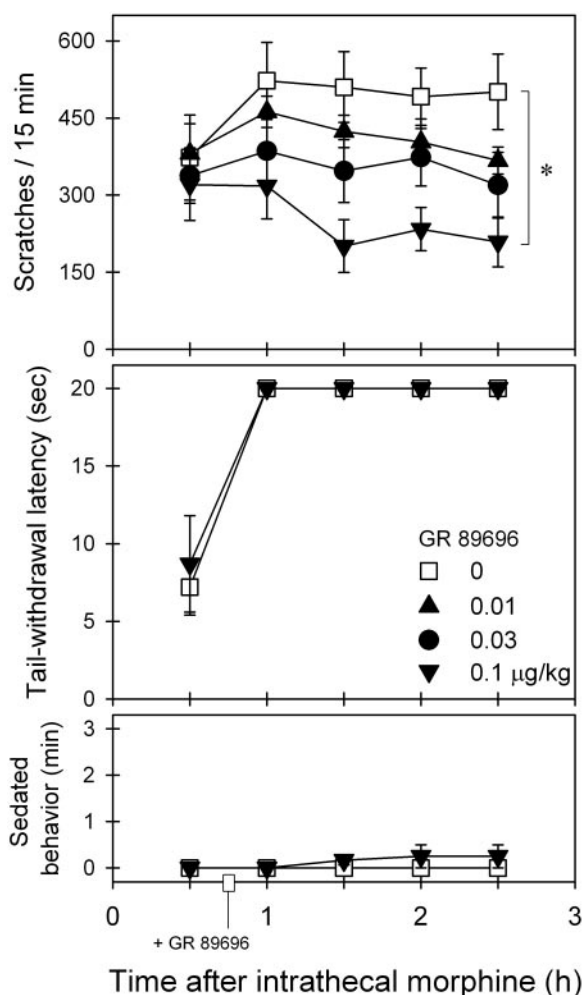 Scratches / 15 min
600
450
300
150
0
*
Tail-withdrawal latency (sec)
20
15
10
5
0
GR 89696
0
0.01
0.03
0.1 μg/kg
Sedated
behavior (min)
3
2
1
0
0
1
2
3
+ GR 89696
Time after intrathecal morphine (h)